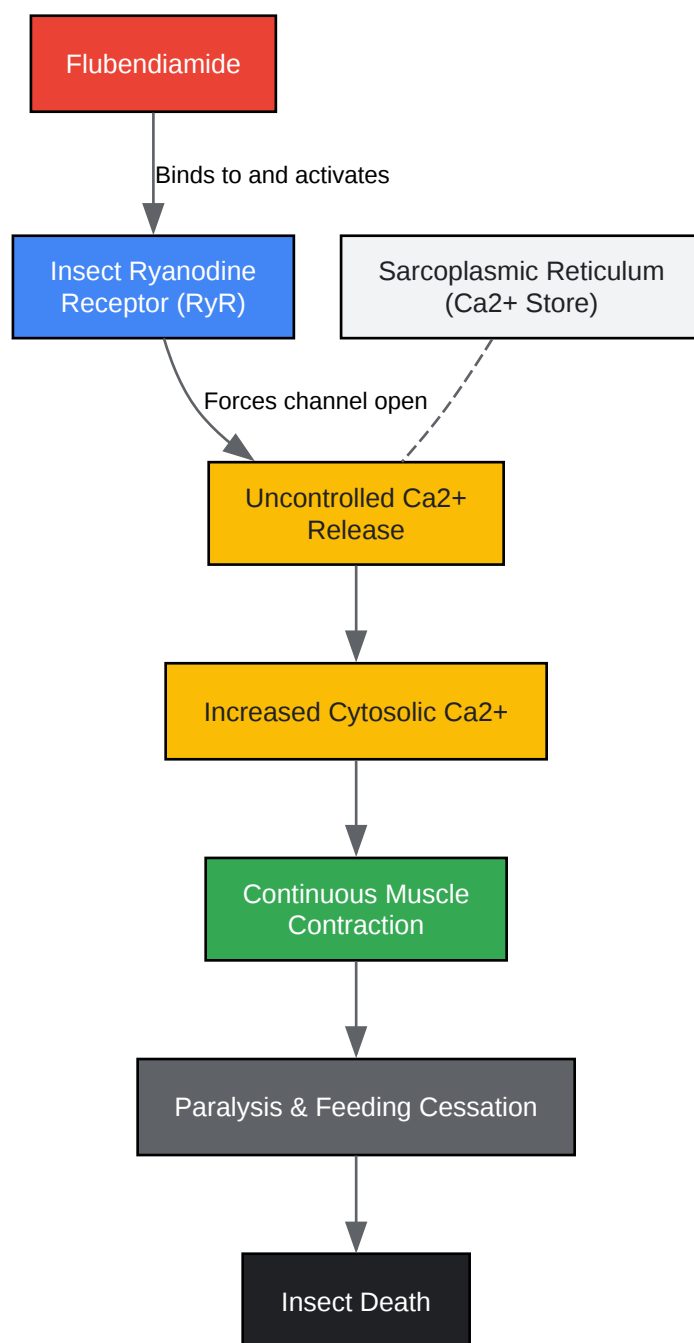 Flubendiamide
Binds to and activates
Insect Ryanodine
Receptor (RyR)
Sarcoplasmic Reticulum
(Ca2+ Store)
Forces channel open
Uncontrolled Ca2+
Release
Increased Cytosolic Ca2+
Continuous Muscle
Contraction
Paralysis & Feeding Cessation
Insect Death